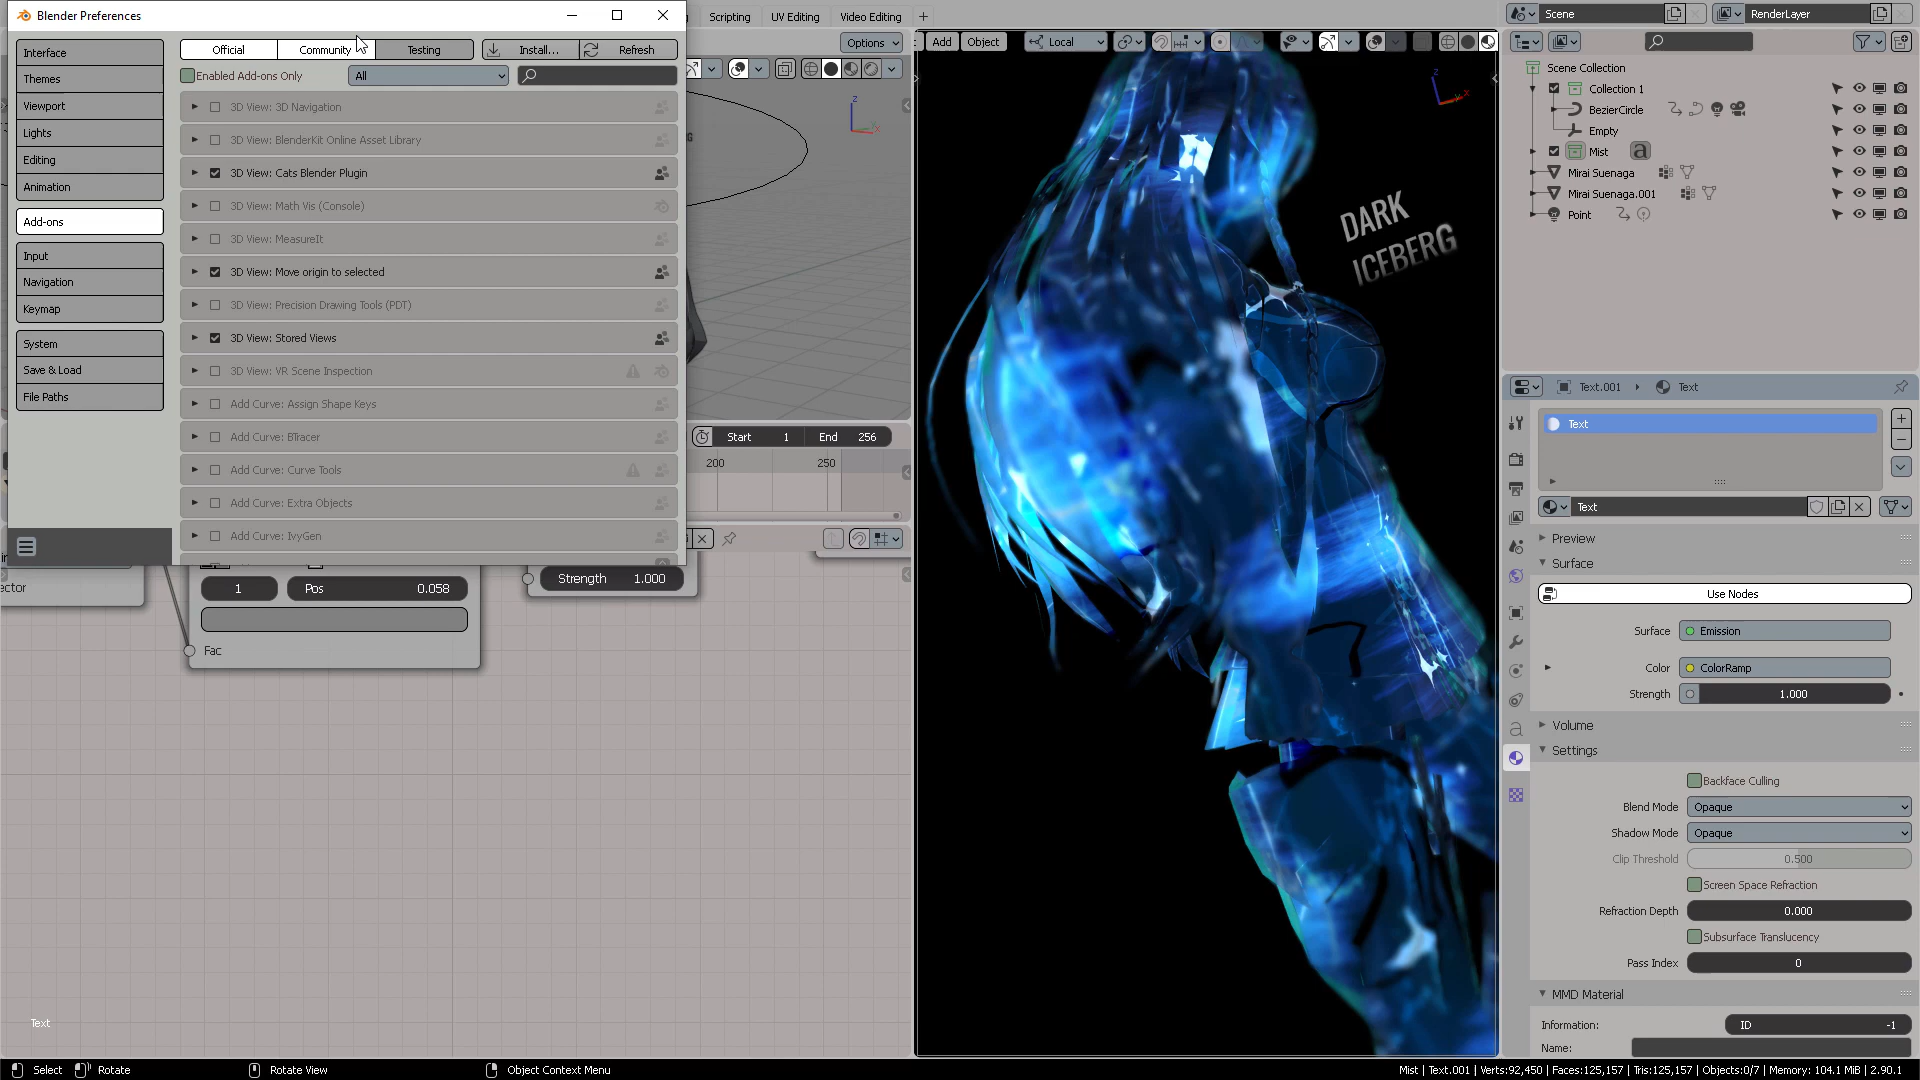 Blender Preferences
Scripting
UV Editing
Video Editing
Scene
RenderLayer
Interface
Themes
Viewport
Lights
Editing
Animation
Add-ons
Input
Navigation
Keymap
System
Save & Load
File Paths
Official
Community
Testing
Install...
Refresh
Enabled Add-ons Only
All
3D View: 3D Navigation
3D View: BlenderKit Online Asset Library
3D View: Cats Blender Plugin
3D View: Math Vis (Console)
3D View: MeasureIt
3D View: Move origin to selected
3D View: Precision Drawing Tools (PDT)
3D View: Stored Views
3D View: VR Scene Inspection
Add Curve: Assign Shape Keys
Add Curve: BTracer
Add Curve: Curve Tools
Add Curve: Extra Objects
Add Curve: IvyGen
Options
Z
Start 1
End 256
200
250
ector
1
Pos 0.058
Fac
Strength 1.000
Text
Add
Object
Local
Z
DARK
ICEBERG
Scene Collection
Collection 1
BezierCircle
Empty
Mist
Mirai Suenaga
Mirai Suenaga.001
Point
Text.001
Text
Text
Text
Preview
Surface
Use Nodes
Surface Emission
Color ColorRamp
Strength 1.000
Volume
Settings
Backface Culling
Blend Mode Opaque
Shadow Mode Opaque
Clip Threshold 0.500
Screen Space Refraction
Refraction Depth 0.000
Subsurface Translucency
Pass Index 0
MMD Material
Information: ID -1
Name:
Select
Rotate
Rotate View
Object Context Menu
Mist | Text.001 | Verts:92,450 | Faces:125,157 | Tris:125,157 | Objects:0/7 | Memory: 104.1 MiB | 2.90.1